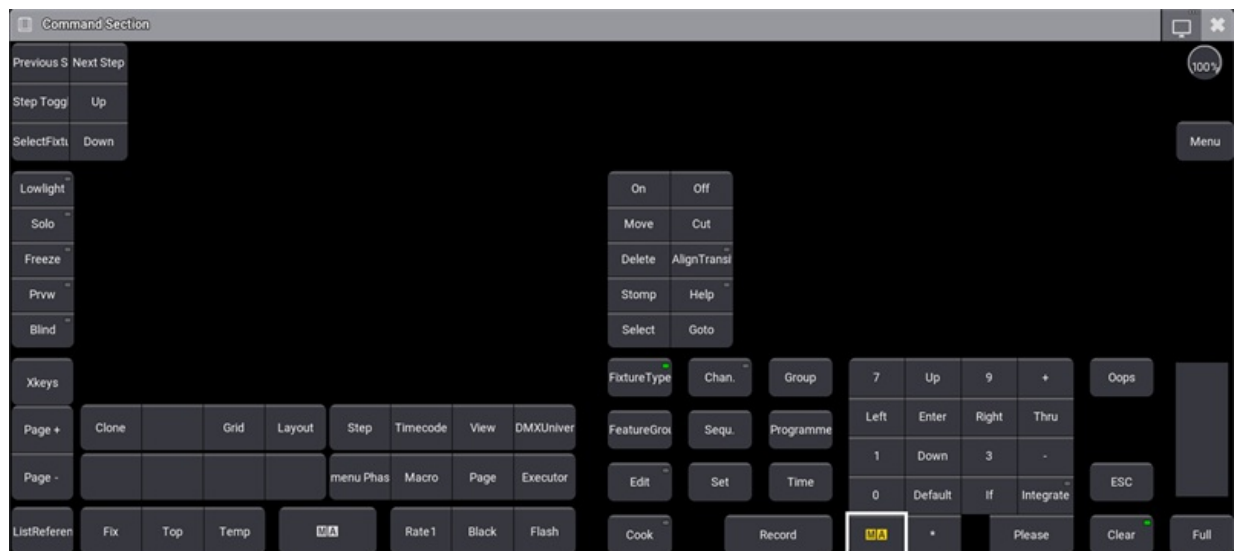 Command Section
Previous S Next Step
100%
Step Toggl Up
SelectFixtu Down
Menu
Lowlight On Off
Solo Move Cut
Freeze Delete AlignTransi
Prvw Stomp Help
Blind Select Goto
Xkeys FixtureType Chan. Group 7 Up 9 + Oops
Page + Clone Grid Layout Step Timecode View DMXUniver FeatureGrou Sequ. Programme Left Enter Right Thru
1 Down 3 -
Page - menu Phas Macro Page Executor Edit Set Time ESC
0 Default If Integrate
ListReferen Fix Top Temp MA Rate1 Black Flash Cook Record MA * Please Clear Full